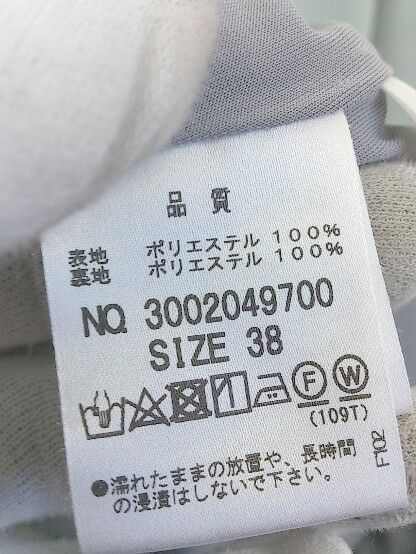 品 質
表地 ポリエステル 100%
裏地 ポリエステル 100%
NO. 3002049700
SIZE 38
F W
(109T)
●濡れたままの放置や、長時間
の浸漬はしないで下さい。
F102